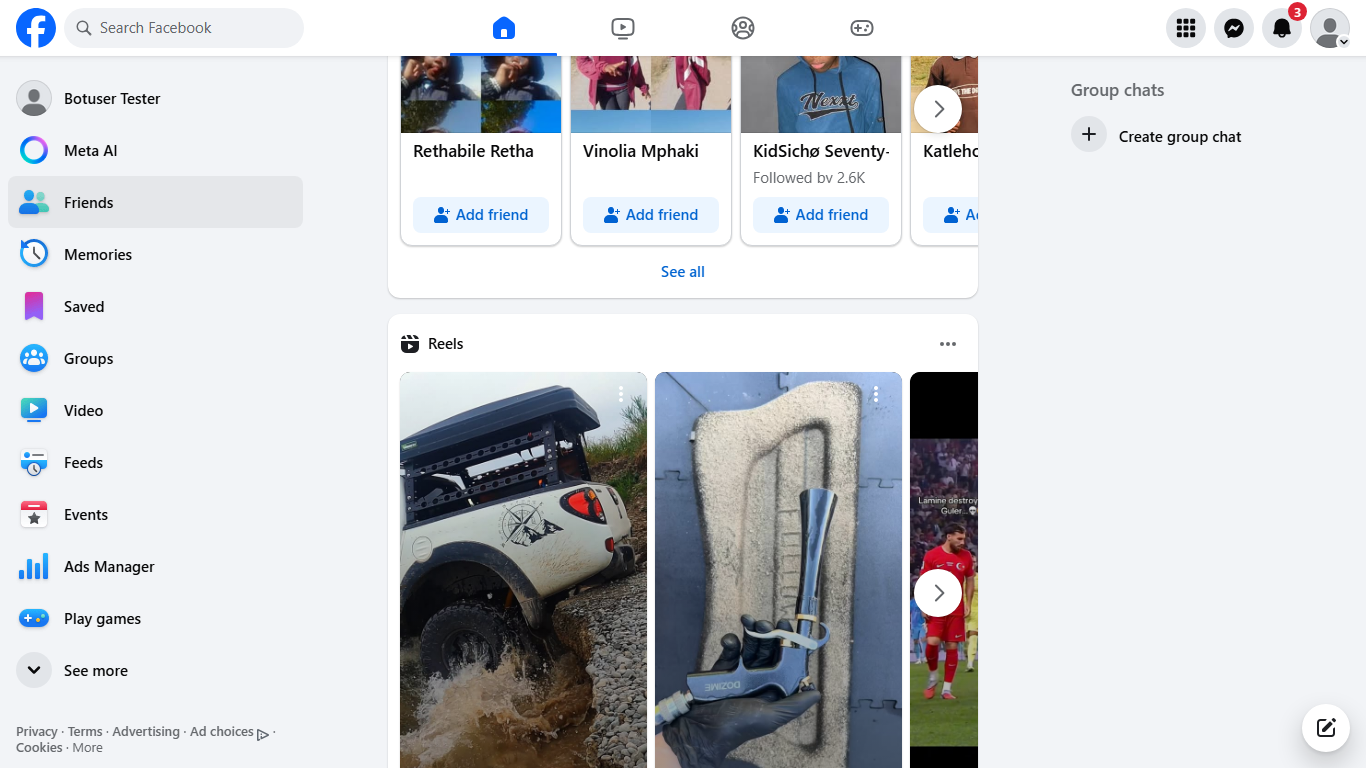 Search Facebook
3
Botuser Tester
Meta AI
Friends
Memories
Saved
Groups
Video
Feeds
Events
Ads Manager
Play games
See more
Privacy · Terms · Advertising · Ad choices ·
Cookies · More
Rethabile Retha
Add friend
Vinolia Mphaki
Add friend
Nexxt
KidSichø Seventy-
Followed by 2.6K
Add friend
Katleho
Ad
See all
Reels
DOZIME
Lamine destroy
Guler...
Group chats
Create group chat